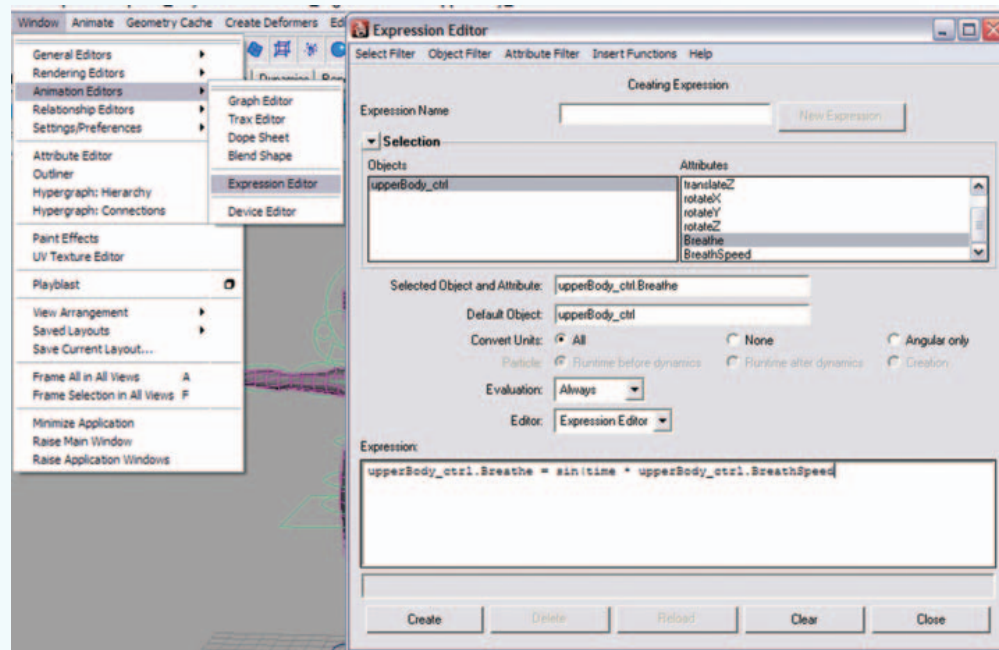 Window Animate Geometry Cache Create Deformers
General Editors
Rendering Editors
Animation Editors
Relationship Editors
Settings/Preferences
Attribute Editor
Outliner
Hypergraph: Hierarchy
Hypergraph: Connections
Paint Effects
UV Texture Editor
Playblast
View Arrangement
Saved Layouts
Save Current Layout...
Frame All in All Views A
Frame Selection in All Views F
Minimize Application
Raise Main Window
Raise Application Windows
Graph Editor
Trax Editor
Dope Sheet
Blend Shape
Expression Editor
Device Editor
Expression Editor
Select Filter Object Filter Attribute Filter Insert Functions Help
Creating Expression
Expression Name New Expression
Selection
Objects Attributes
upperBody_ctrl
translateZ
rotateX
rotateY
rotateZ
Breathe
BreathSpeed
Selected Object and Attribute: upperBody_ctrl.Breathe
Default Object: upperBody_ctrl
Convert Units: All None Angular only
Particle: Runtime before dynamics Runtime after dynamics Creation
Evaluation: Always
Editor: Expression Editor
Expression:
upperBody_ctrl.Breathe = sin(time * upperBody_ctrl.BreathSpeed
Create Delete Reload Clear Close